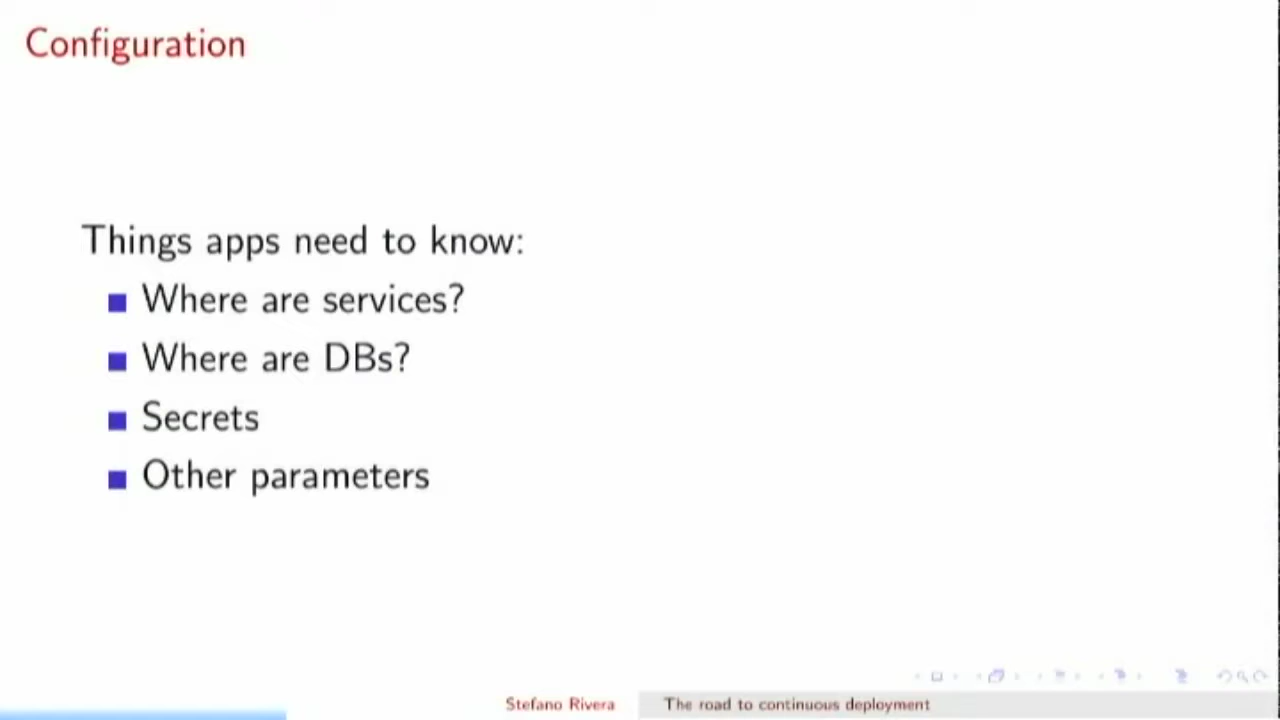 Configuration
Things apps need to know:
Where are services?
Where are DBs?
Secrets
Other parameters
Stefano Rivera
The road to continuous deployment